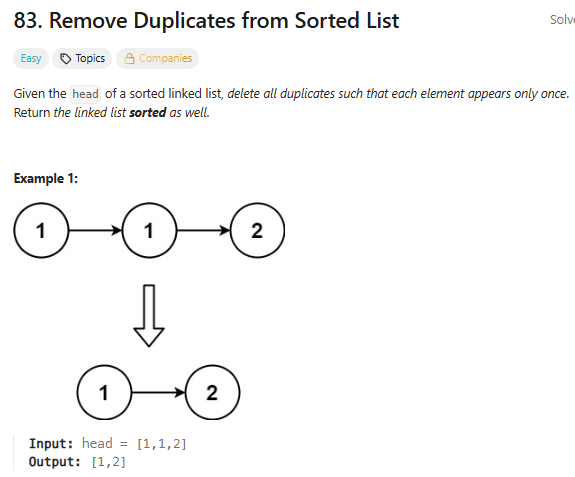 83. Remove Duplicates from Sorted List
Easy Topics Companies
Given the head of a sorted linked list, delete all duplicates such that each element appears only once.
Return the linked list sorted as well.
Example 1:
1 1 2
1 2
Input: head = [1,1,2]
Output: [1,2]